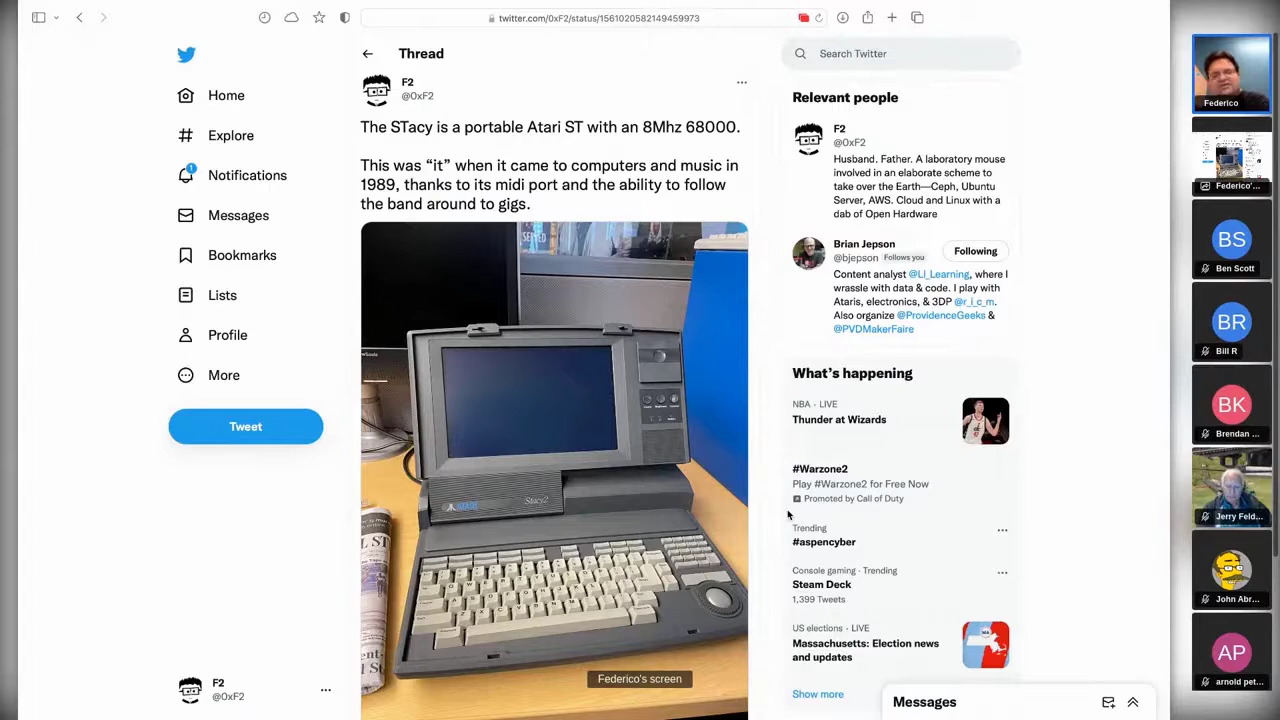 twitter.com/0xF2/status/1561020582149459973
Home
Explore
1
Notifications
Messages
Bookmarks
Lists
Profile
More
Tweet
F2
@0xF2
Thread
F2
@0xF2
The STacy is a portable Atari ST with an 8Mhz 68000.
This was “it” when it came to computers and music in
1989, thanks to its midi port and the ability to follow
the band around to gigs.
ATARI
Stacy2
Federico's screen
Search Twitter
Relevant people
F2
@0xF2
Husband. Father. A laboratory mouse
involved in an elaborate scheme to
take over the Earth—Ceph, Ubuntu
Server, AWS. Cloud and Linux with a
dab of Open Hardware
Brian Jepson
@bjepson Follows you
Following
Content analyst @LI_Learning, where I
wrassle with data & code. I play with
Ataris, electronics, & 3DP @r_i_c_m.
Also organize @ProvidenceGeeks &
@PVDMakerFaire
What’s happening
NBA · LIVE
Thunder at Wizards
#Warzone2
Play #Warzone2 for Free Now
Promoted by Call of Duty
Trending
#aspencyber
Console gaming · Trending
Steam Deck
1,399 Tweets
US elections · LIVE
Massachusetts: Election news
and updates
Show more
Messages
Federico
Federico'...
BS
Ben Scott
BR
Bill R
BK
Brendan ...
Jerry Feld...
John Abr...
AP
arnold pet...